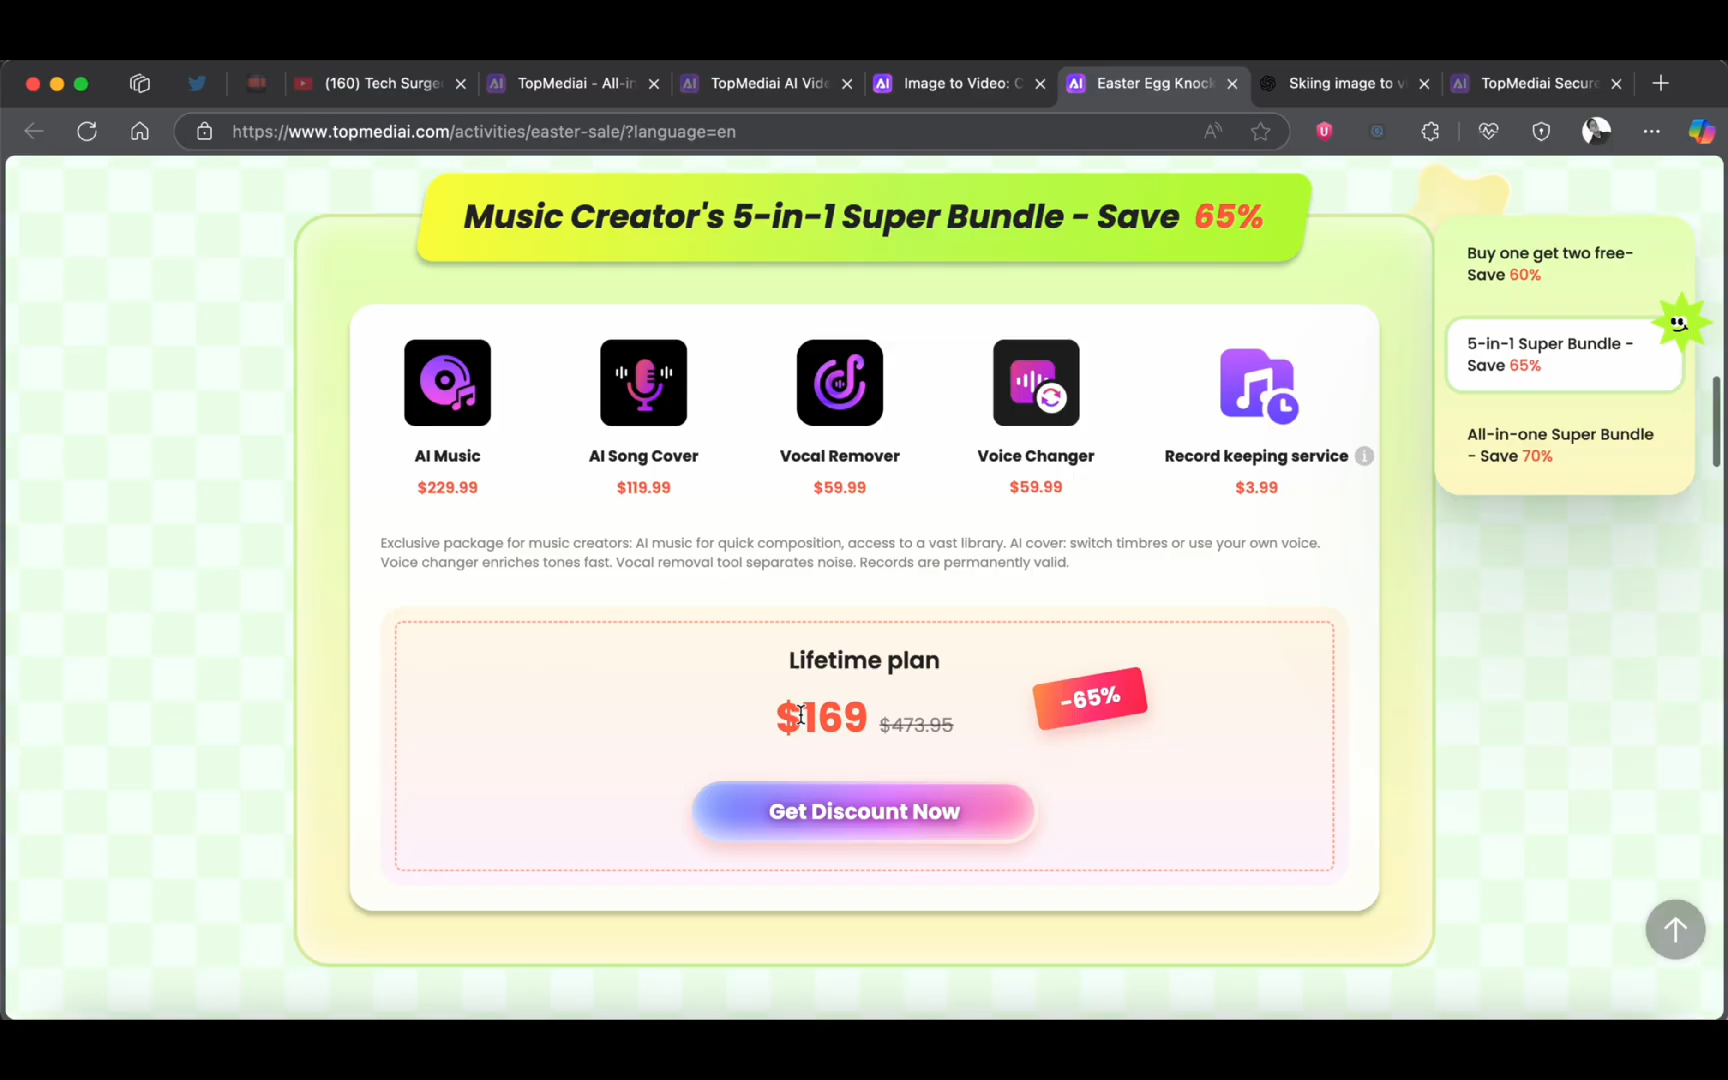 (160) Tech Surge
TopMediai - All-in
TopMediai AI Vide
Image to Video: C
Easter Egg Knock
Skiing image to v
TopMediai Secure
https://www.topmediai.com/activities/easter-sale/?language=en
Music Creator's 5-in-1 Super Bundle - Save 65%
Buy one get two free-
Save 60%
5-in-1 Super Bundle -
Save 65%
All-in-one Super Bundle
- Save 70%
AI Music
AI Song Cover
Vocal Remover
Voice Changer
Record keeping service
$229.99
$119.99
$59.99
$59.99
$3.99
Exclusive package for music creators: AI music for quick composition, access to a vast library. AI cover: switch timbres or use your own voice.
Voice changer enriches tones fast. Vocal removal tool separates noise. Records are permanently valid.
Lifetime plan
$169 $473.95
-65%
Get Discount Now